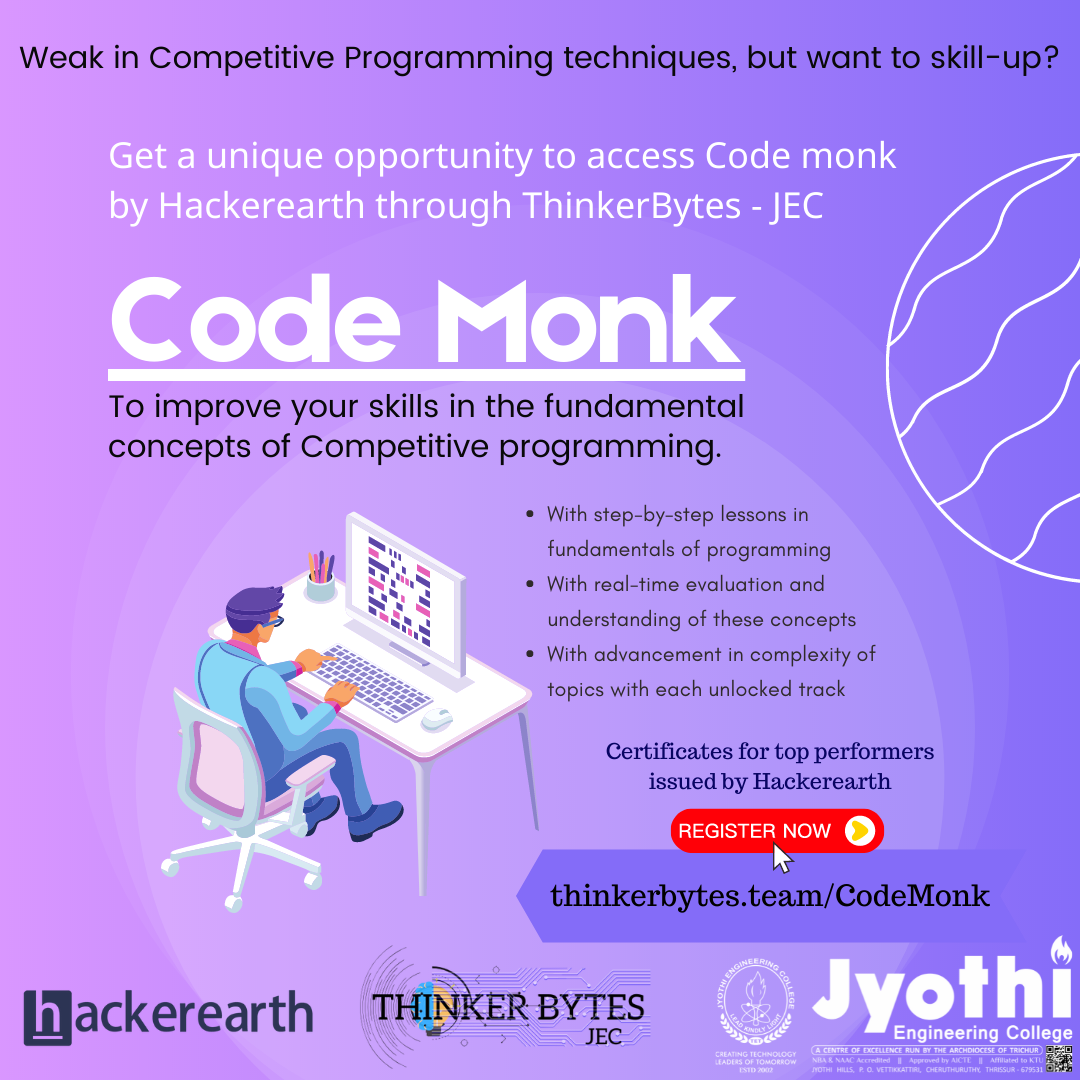 Weak in Competitive Programming techniques, but want to skill-up?
Get a unique opportunity to access Code monk
by Hackerearth through ThinkerBytes - JEC
Code Monk
To improve your skills in the fundamental
concepts of Competitive programming.
• With step-by-step lessons in
fundamentals of programming
• With real-time evaluation and
understanding of these concepts
• With advancement in complexity of
topics with each unlocked track
Certificates for top performers
issued by Hackerearth
REGISTER NOW
thinkerbytes.team/CodeMonk
hackerearth
THINKER BYTES
JEC
JYOTHI ENGINEERING COLLEGE
LEAD KINDLY LIGHT
CREATING TECHNOLOGY
LEADERS OF TOMORROW
ESTD 2002
Jyothi
Engineering College
A CENTRE OF EXCELLENCE RUN BY THE ARCHDIOCESE OF TRICHUR
NBA & NAAC Accredited || Approved by AICTE || Affiliated to KTU
JYOTHI HILLS, P. O. VETTIKKATTIRI, CHERUTHURUTHY, THRISSUR - 679531